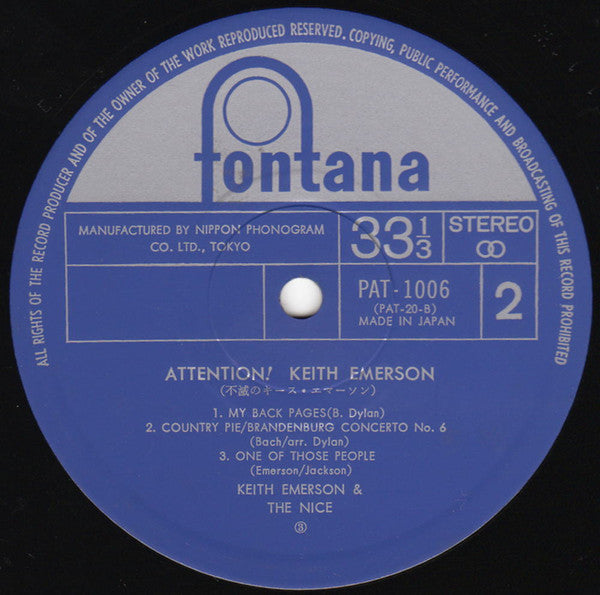 ALL RIGHTS OF THE RECORD PRODUCER AND OF THE OWNER OF THE WORK REPRODUCED RESERVED. COPYING, PUBLIC PERFORMANCE AND BROADCASTING OF THIS RECORD PROHIBITED
fontana
MANUFACTURED BY NIPPON PHONOGRAM
CO. LTD., TOKYO
33 1/3
STEREO
PAT-1006
(PAT-20-B)
MADE IN JAPAN
2
ATTENTION! KEITH EMERSON
(不滅のキース・エマーソン)
1. MY BACK PAGES(B. Dylan)
2. COUNTRY PIE/BRANDENBURG CONCERTO No. 6
(Bach/arr. Dylan)
3. ONE OF THOSE PEOPLE
(Emerson/Jackson)
KEITH EMERSON &
THE NICE
③